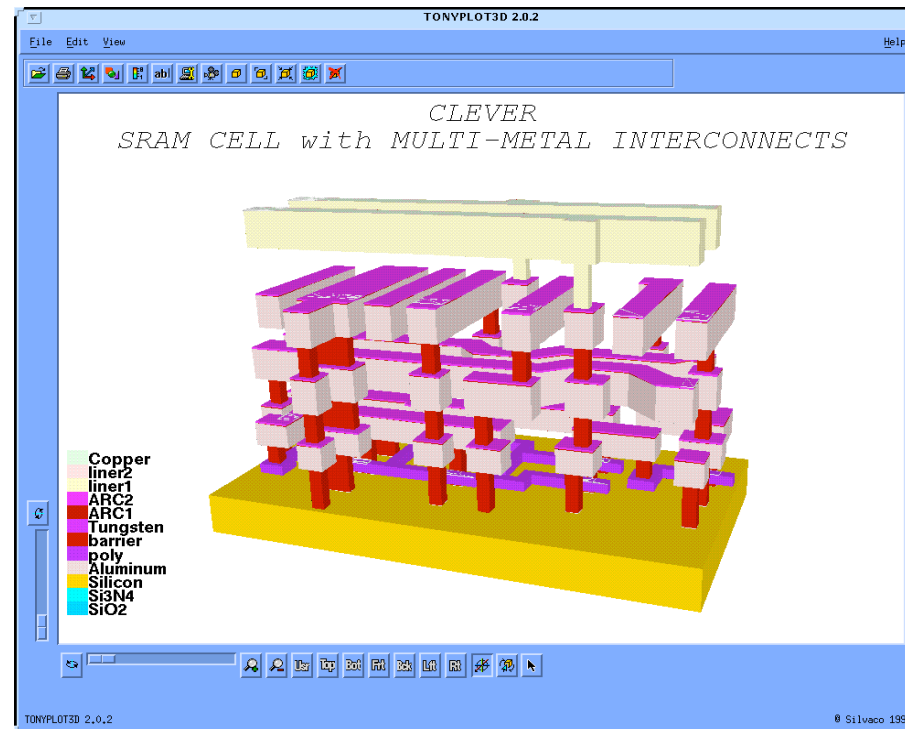 TONYPLOT3D 2.0.2
File Edit View Help
abl
CLEVER
SRAM CELL with MULTI-METAL INTERCONNECTS
Copper
liner2
liner1
ARC2
ARC1
Tungsten
barrier
poly
Aluminum
Silicon
Si3N4
SiO2
Usr Top Bot Frt Bck Lft Rt
TONYPLOT3D 2.0.2 © Silvaco 199